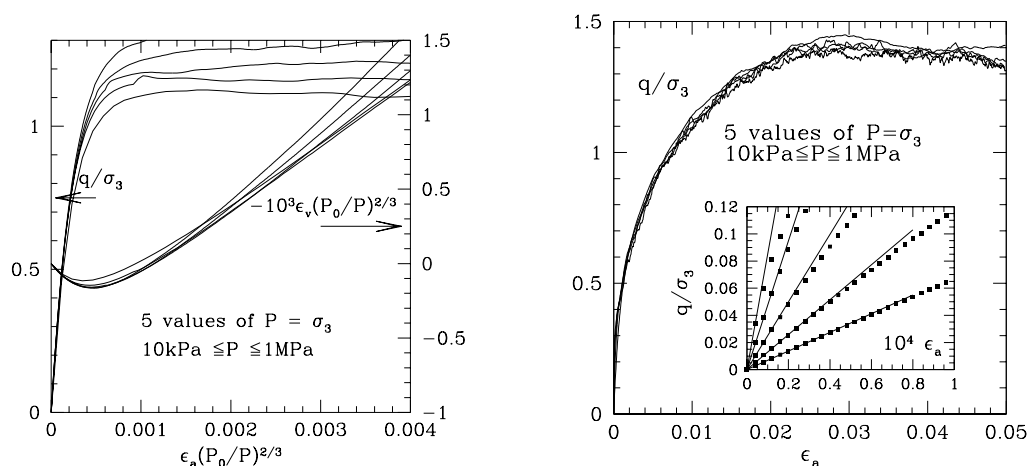 1
0.5
0
1.5
1
0.5
0
-0.5
-1
q/σ₃
−10³ϵᵥ(P₀/P)²/³
5 values of P = σ₃
10kPa ≦P ≦1MPa
0 0.001 0.002 0.003 0.004
ϵₐ(P₀/P)²/³
1.5
1
0.5
0
q/σ₃
5 values of P=σ₃
10kPa≦P≦1MPa
0.12
0.1
0.08
0.06
0.04
0.02
0
q/σ₃
10⁴ ϵₐ
0 0.2 0.4 0.6 0.8 1
0 0.01 0.02 0.03 0.04 0.05
ϵₐ